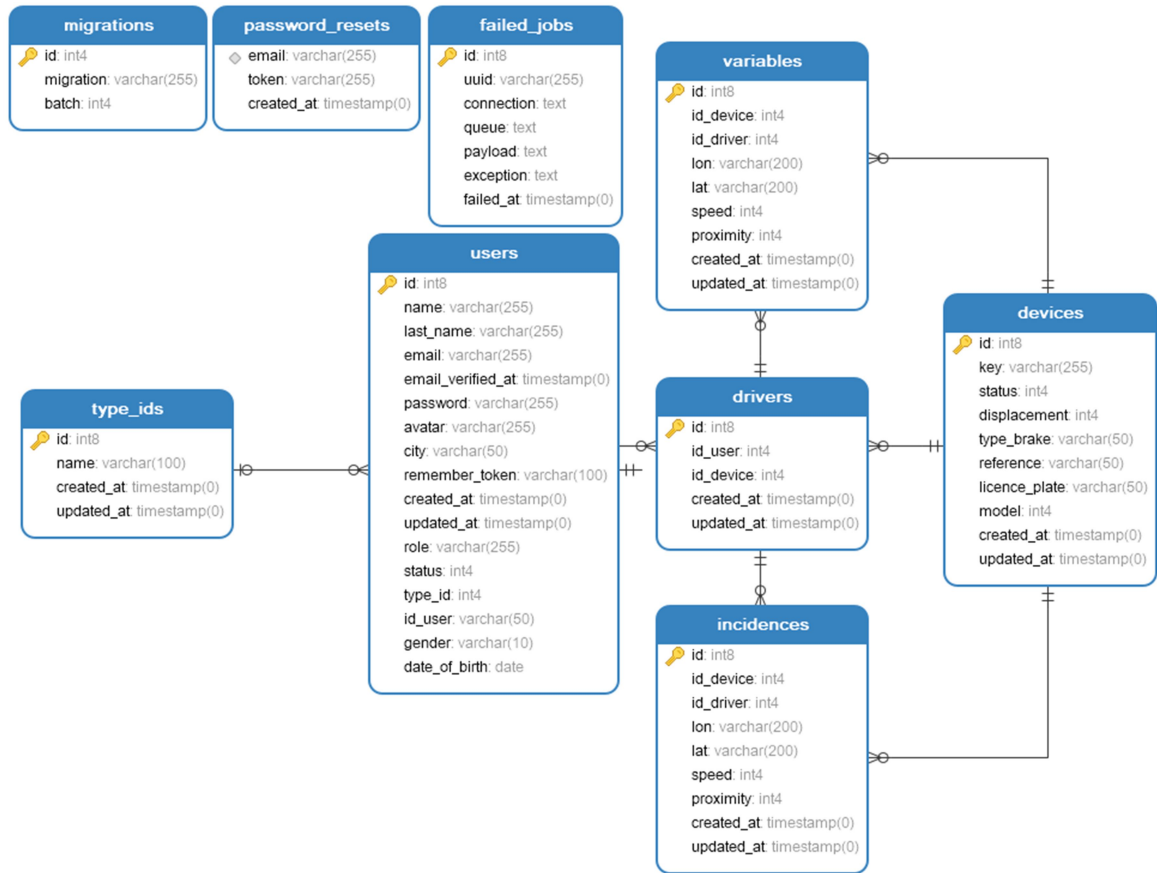 migrations
id: int4
migration: varchar(255)
batch: int4
password_resets
email: varchar(255)
token: varchar(255)
created_at: timestamp(0)
failed_jobs
id: int8
uuid: varchar(255)
connection: text
queue: text
payload: text
exception: text
failed_at: timestamp(0)
variables
id: int8
id_device: int4
id_driver: int4
lon: varchar(200)
lat: varchar(200)
speed: int4
proximity: int4
created_at: timestamp(0)
updated_at: timestamp(0)
users
id: int8
name: varchar(255)
last_name: varchar(255)
email: varchar(255)
email_verified_at: timestamp(0)
password: varchar(255)
avatar: varchar(255)
city: varchar(50)
remember_token: varchar(100)
created_at: timestamp(0)
updated_at: timestamp(0)
role: varchar(255)
status: int4
type_id: int4
id_user: varchar(50)
gender: varchar(10)
date_of_birth: date
devices
id: int8
key: varchar(255)
status: int4
displacement: int4
type_brake: varchar(50)
reference: varchar(50)
licence_plate: varchar(50)
model: int4
created_at: timestamp(0)
updated_at: timestamp(0)
type_ids
id: int8
name: varchar(100)
created_at: timestamp(0)
updated_at: timestamp(0)
drivers
id: int8
id_user: int4
id_device: int4
created_at: timestamp(0)
updated_at: timestamp(0)
incidences
id: int8
id_device: int4
id_driver: int4
lon: varchar(200)
lat: varchar(200)
speed: int4
proximity: int4
created_at: timestamp(0)
updated_at: timestamp(0)